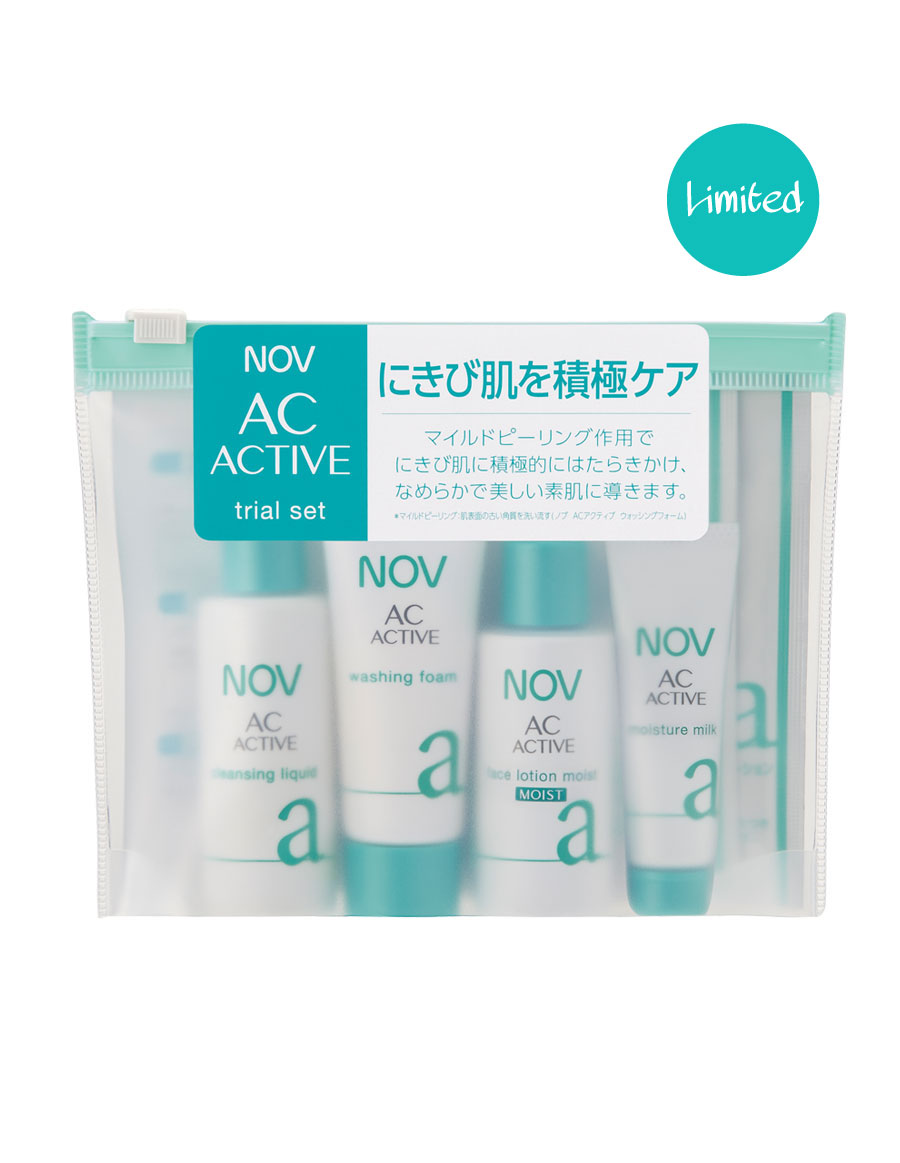 Limited
NOV
AC
ACTIVE
trial set
にきび肌を積極ケア
マイルドピーリング作用で
にきび肌に積極的にはたらきかけ、
なめらかで美しい素肌に導きます。
*マイルドピーリング：肌表面の古い角質を洗い流す(ノブ ACアクティブ ウォッシングフォーム)
NOV
AC
ACTIVE
cleansing liquid
a
NOV
AC
ACTIVE
washing foam
a
NOV
AC
ACTIVE
face lotion moist
MOIST
a
NOV
AC
ACTIVE
moisture milk
a
a